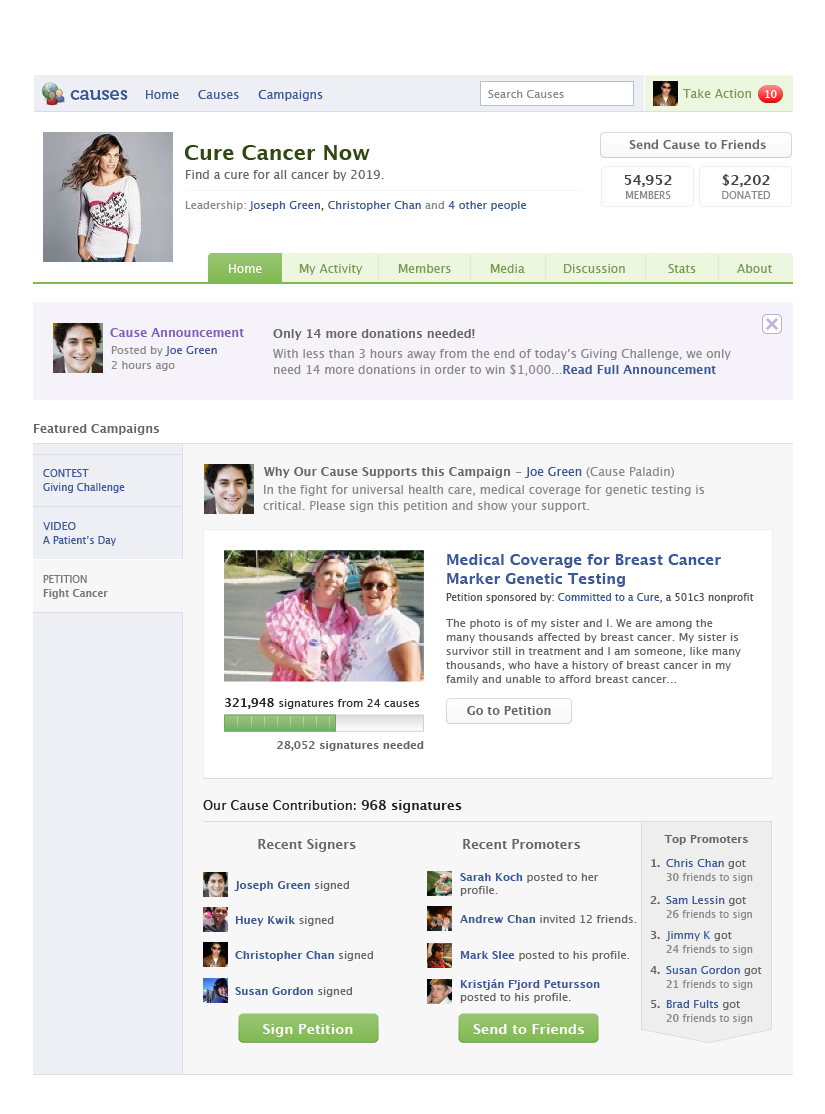 causes Home Causes Campaigns Search Causes Take Action 10
Cure Cancer Now
Find a cure for all cancer by 2019.
Leadership: Joseph Green, Christopher Chan and 4 other people
Send Cause to Friends
54,952 $2,202
MEMBERS DONATED
Home My Activity Members Media Discussion Stats About
Cause Announcement
Posted by Joe Green
2 hours ago
Only 14 more donations needed!
With less than 3 hours away from the end of today's Giving Challenge, we only
need 14 more donations in order to win $1,000...Read Full Announcement
Featured Campaigns
CONTEST
Giving Challenge
VIDEO
A Patient's Day
PETITION
Fight Cancer
Why Our Cause Supports this Campaign – Joe Green (Cause Paladin)
In the fight for universal health care, medical coverage for genetic testing is
critical. Please sign this petition and show your support.
321,948 signatures from 24 causes
28,052 signatures needed
Medical Coverage for Breast Cancer
Marker Genetic Testing
Petition sponsored by: Committed to a Cure, a 501c3 nonprofit
The photo is of my sister and I. We are among the
many thousands affected by breast cancer. My sister is
survivor still in treatment and I am someone, like many
thousands, who have a history of breast cancer in my
family and unable to afford breast cancer...
Go to Petition
Our Cause Contribution: 968 signatures
Recent Signers
Joseph Green signed
Huey Kwik signed
Christopher Chan signed
Susan Gordon signed
Sign Petition
Recent Promoters
Sarah Koch posted to her
profile.
Andrew Chan invited 12 friends.
Mark Slee posted to his profile.
Kristján F'jord Petursson
posted to his profile.
Send to Friends
Top Promoters
1. Chris Chan got
30 friends to sign
2. Sam Lessin got
26 friends to sign
3. Jimmy K got
24 friends to sign
4. Susan Gordon got
21 friends to sign
5. Brad Fults got
20 friends to sign